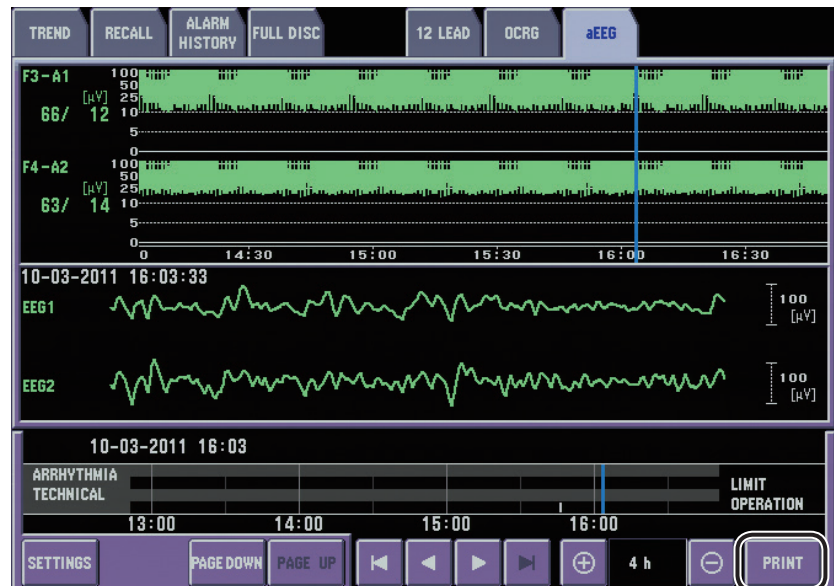 TREND RECALL ALARM HISTORY FULL DISC 12 LEAD OCRG aEEG
F3-A1
66/ 12
[µV]
100
50
25
10
5
0
F4-A2
63/ 14
[µV]
100
50
25
10
5
0
0 14:30 15:00 15:30 16:00 16:30
10-03-2011 16:03:33
EEG1
100
[µV]
EEG2
100
[µV]
10-03-2011 16:03
ARRHYTHMIA
TECHNICAL
LIMIT
OPERATION
13:00 14:00 15:00 16:00
SETTINGS PAGE DOWN PAGE UP 4 h PRINT